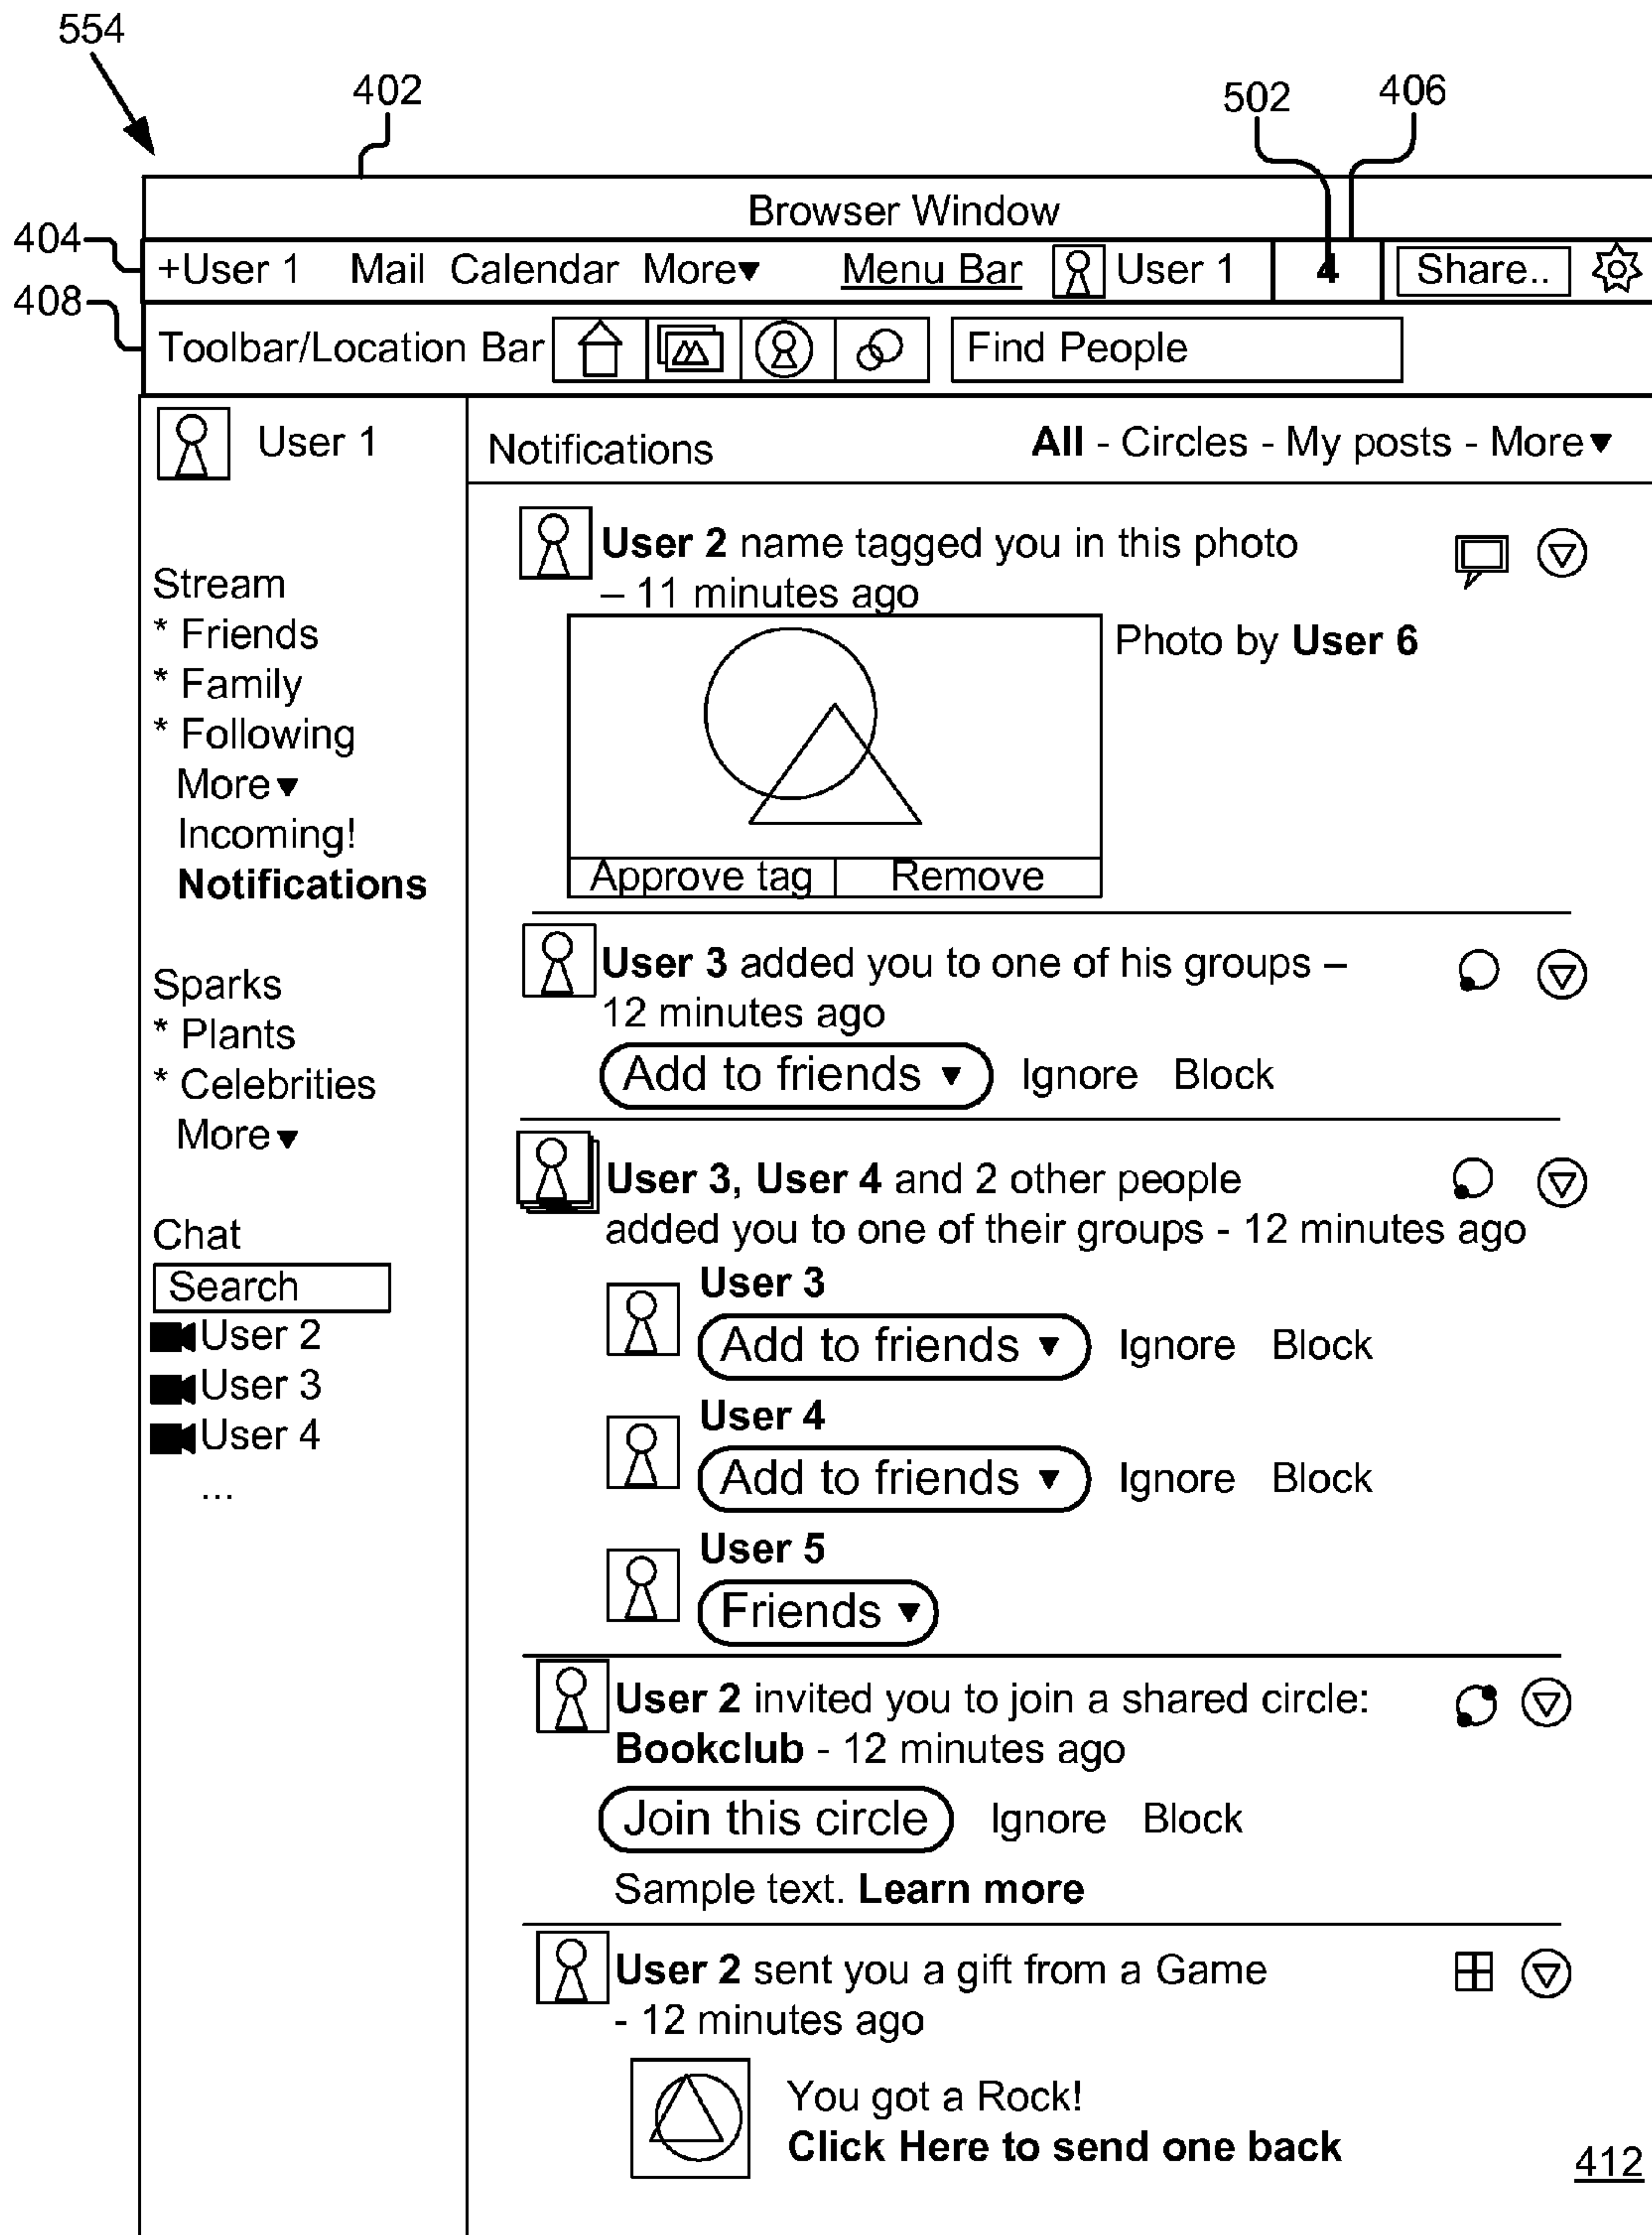 554
402
502
406
Browser Window
404
+User 1 Mail Calendar More▼ Menu Bar User 1 4 Share..
408
Toolbar/Location Bar Find People
User 1
Stream
* Friends
* Family
* Following
More▼
Incoming!
Notifications
Sparks
* Plants
* Celebrities
More▼
Chat
Search
User 2
User 3
User 4
...
Notifications All - Circles - My posts - More▼
User 2 name tagged you in this photo
– 11 minutes ago
Photo by User 6
Approve tag Remove
User 3 added you to one of his groups –
12 minutes ago
Add to friends ▼ Ignore Block
User 3, User 4 and 2 other people
added you to one of their groups - 12 minutes ago
User 3
Add to friends ▼ Ignore Block
User 4
Add to friends ▼ Ignore Block
User 5
Friends ▼
User 2 invited you to join a shared circle:
Bookclub - 12 minutes ago
Join this circle Ignore Block
Sample text. Learn more
User 2 sent you a gift from a Game
- 12 minutes ago
You got a Rock!
Click Here to send one back
412